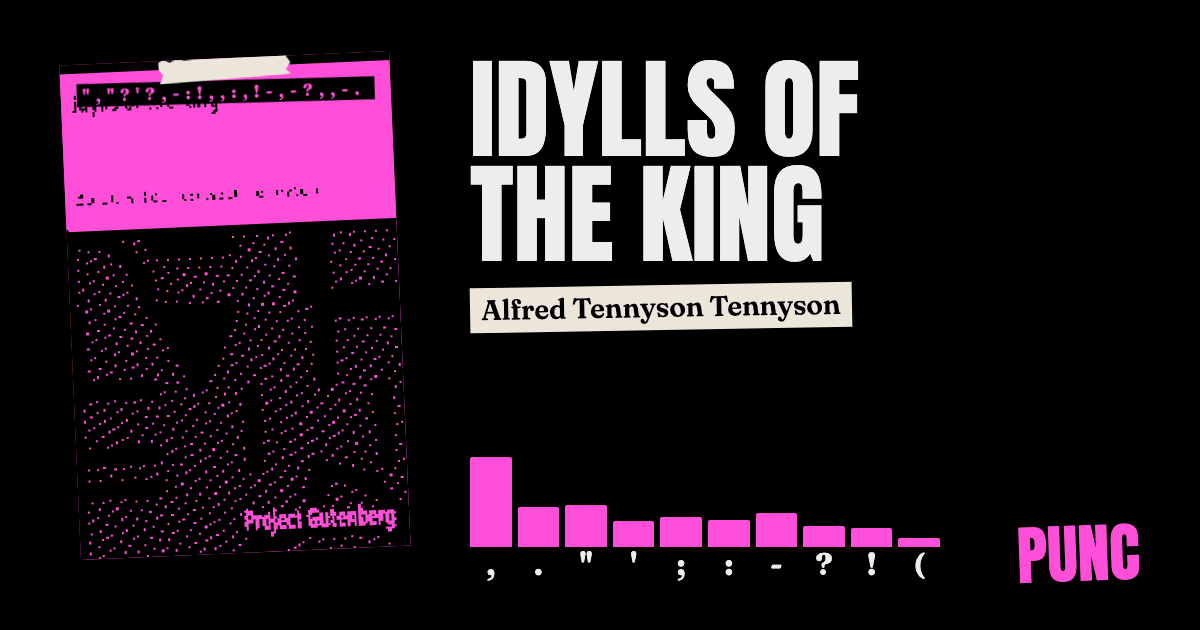 ","?'?,-:!,,:,!-,-?,,-.
Project Gutenberg
IDYLLS OF
THE KING
Alfred Tennyson Tennyson
, . " ' ; : - ? ! (
PUNC